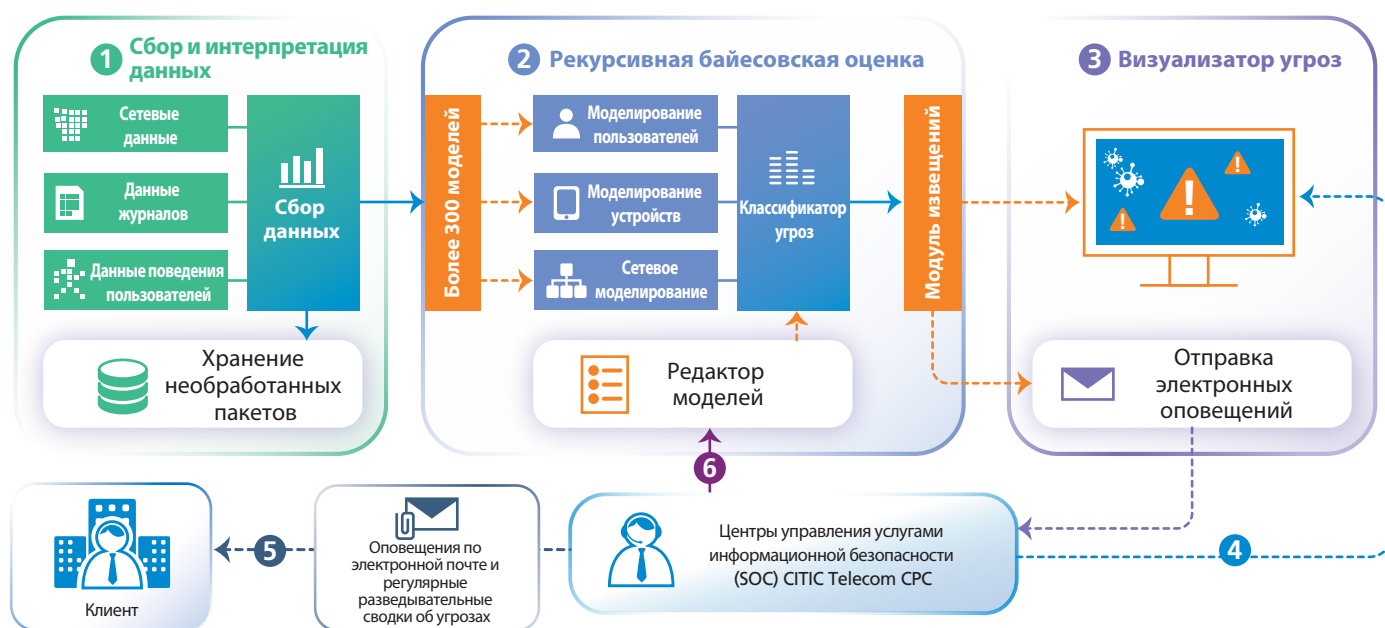 1 Сбор и интерпретация
данных
Сетевые
данные
Данные
журналов
Данные поведения
пользователей
Сбор
данных
Хранение
необработанных
пакетов
2 Рекурсивная байесовская оценка
Более 300 моделей
Моделирование
пользователей
Моделирование
устройств
Сетевое
моделирование
Классификатор
угроз
Модуль извещений
Редактор
моделей
3 Визуализатор угроз
!
!
!
Отправка
электронных
оповещений
6
Клиент
5
Оповещения по
электронной почте и
регулярные
разведывательные
сводки об угрозах
Центры управления услугами
информационной безопасности
(SOC) CITIC Telecom CPC
4